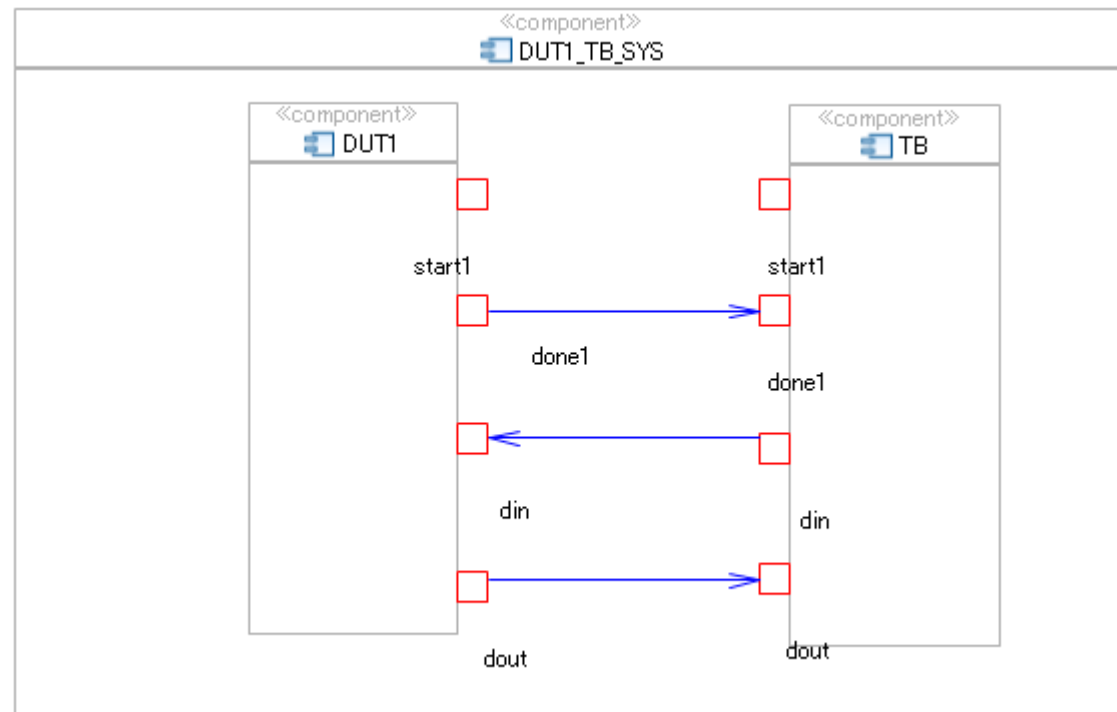 «component»
DUT1_TB_SYS
«component»
DUT1
«component»
TB
start1
start1
done1
done1
din
din
dout
dout